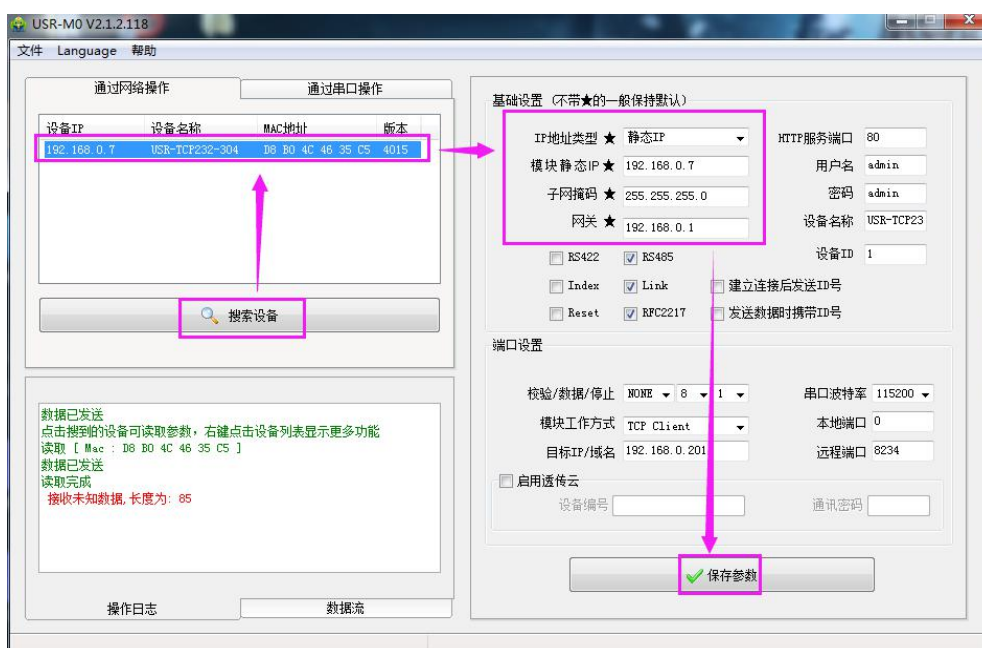 USR-M0 V2.1.2.118
文件 Language 帮助
通过网络操作 通过串口操作
设备IP 设备名称 MAC地址 版本
192.168.0.7 USR-TCP232-304 D8 B0 4C 46 35 C5 4015
搜索设备
数据已发送
点击搜到的设备可读取参数，右键点击设备列表显示更多功能
读取 [ Mac : D8 B0 4C 46 35 C5 ]
数据已发送
读取完成
接收未知数据,长度为: 85
操作日志 数据流
基础设置 (不带★的一般保持默认)
IP地址类型 ★ 静态IP HTTP服务端口 80
模块静态IP★ 192.168.0.7 用户名 admin
子网掩码 ★ 255.255.255.0 密码 admin
网关 ★ 192.168.0.1 设备名称 USR-TCP23
RS422 RS485 设备ID 1
Index Link 建立连接后发送ID号
Reset RFC2217 发送数据时携带ID号
端口设置
校验/数据/停止 NONE 8 1 串口波特率 115200
模块工作方式 TCP Client 本地端口 0
目标IP/域名 192.168.0.201 远程端口 8234
启用透传云
设备编号 通讯密码
保存参数